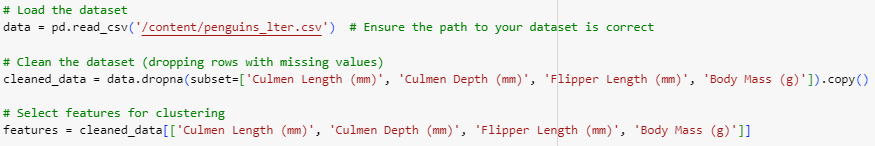 # Load the dataset
data = pd.read_csv('/content/penguins_lter.csv')  # Ensure the path to your dataset is correct
# Clean the dataset (dropping rows with missing values)
cleaned_data = data.dropna(subset=['Culmen Length (mm)', 'Culmen Depth (mm)', 'Flipper Length (mm)', 'Body Mass (g)']).copy()
# Select features for clustering
features = cleaned_data[['Culmen Length (mm)', 'Culmen Depth (mm)', 'Flipper Length (mm)', 'Body Mass (g)']]